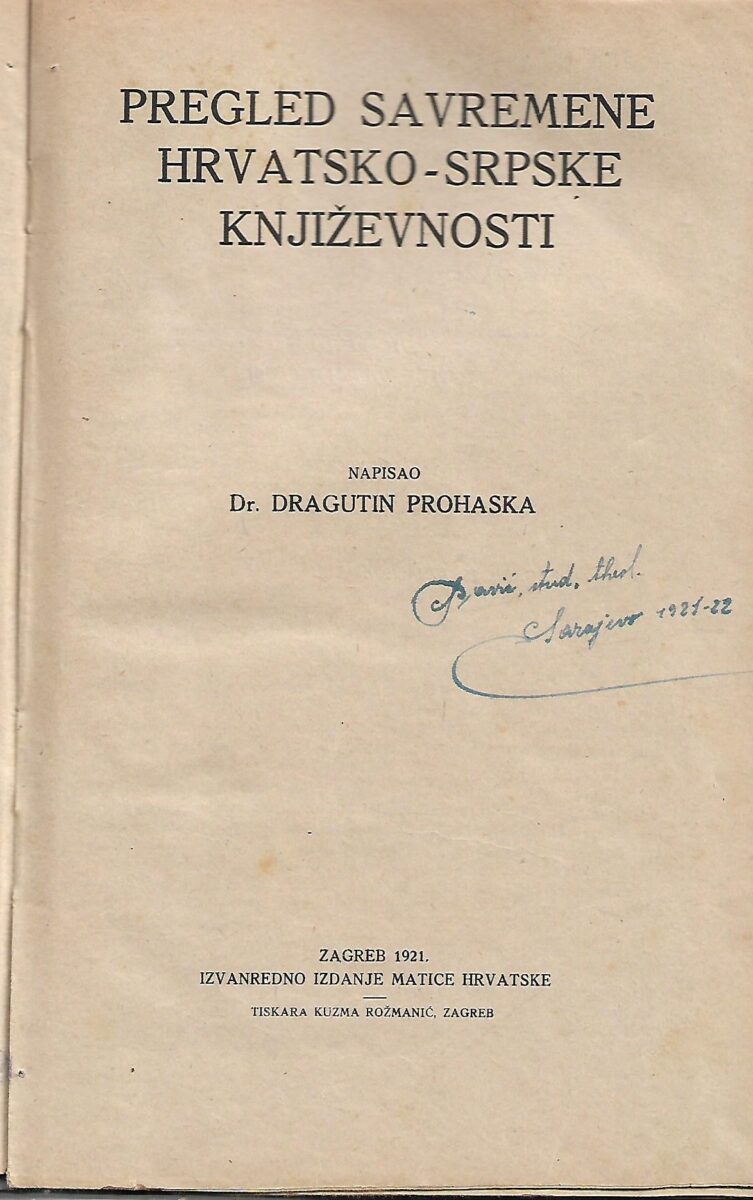 PREGLED SAVREMENE
HRVATSKO-SRPSKE
KNJIŽEVNOSTI
NAPISAO
Dr. DRAGUTIN PROHASKA
stud. theol.
Sarajevo 1921-22
ZAGREB 1921.
IZVANREDNO IZDANJE MATICE HRVATSKE
TISKARA KUZMA ROŽMANIĆ, ZAGREB